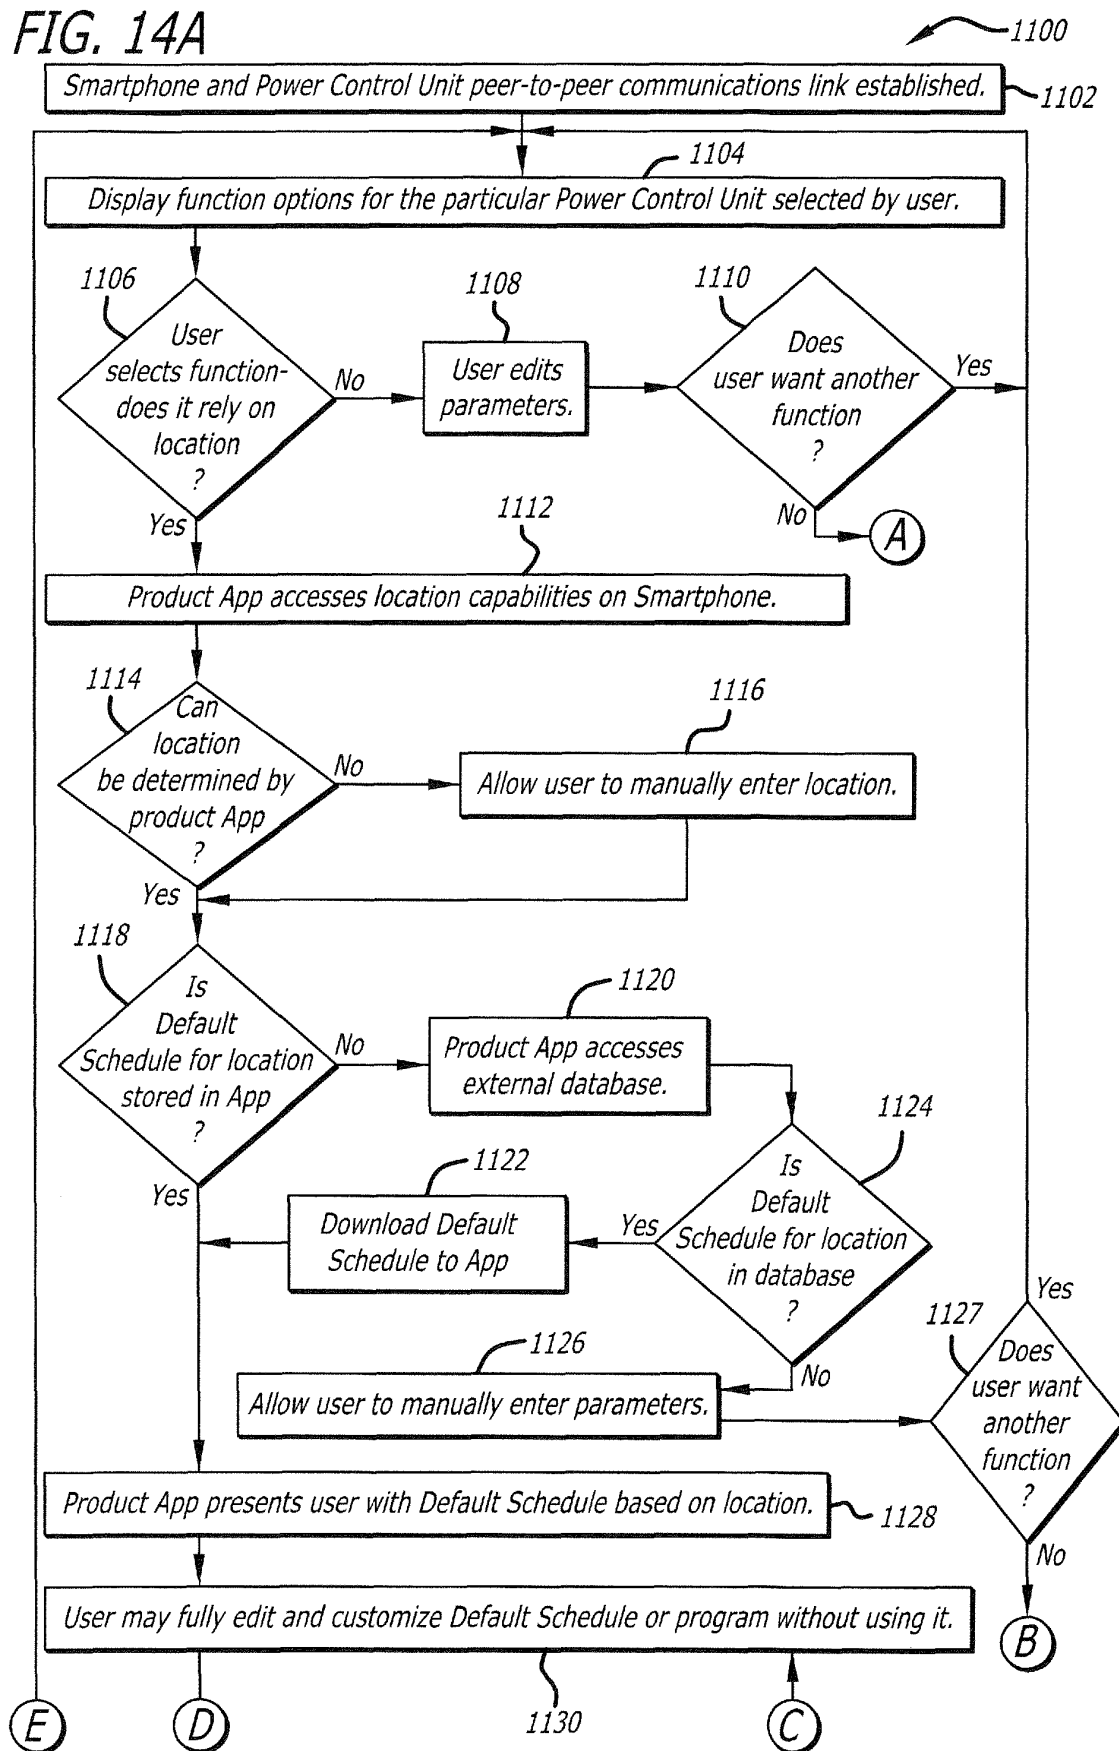 FIG. 14A
1100
Smartphone and Power Control Unit peer-to-peer communications link established.
1102
1104
Display function options for the particular Power Control Unit selected by user.
1106
User
selects function-
does it rely on
location
?
No
Yes
1108
User edits
parameters.
1110
Does
user want another
function
?
Yes
No
A
1112
Product App accesses location capabilities on Smartphone.
1114
Can
location
be determined by
product App
?
No
Yes
1116
Allow user to manually enter location.
1118
Is
Default
Schedule for location
stored in App
?
No
Yes
1120
Product App accesses
external database.
1124
Is
Default
Schedule for location
in database
?
Yes
No
1122
Download Default
Schedule to App
1126
Allow user to manually enter parameters.
1127
Does
user want
another
function
?
Yes
No
B
Product App presents user with Default Schedule based on location.
1128
User may fully edit and customize Default Schedule or program without using it.
1130
E
D
C